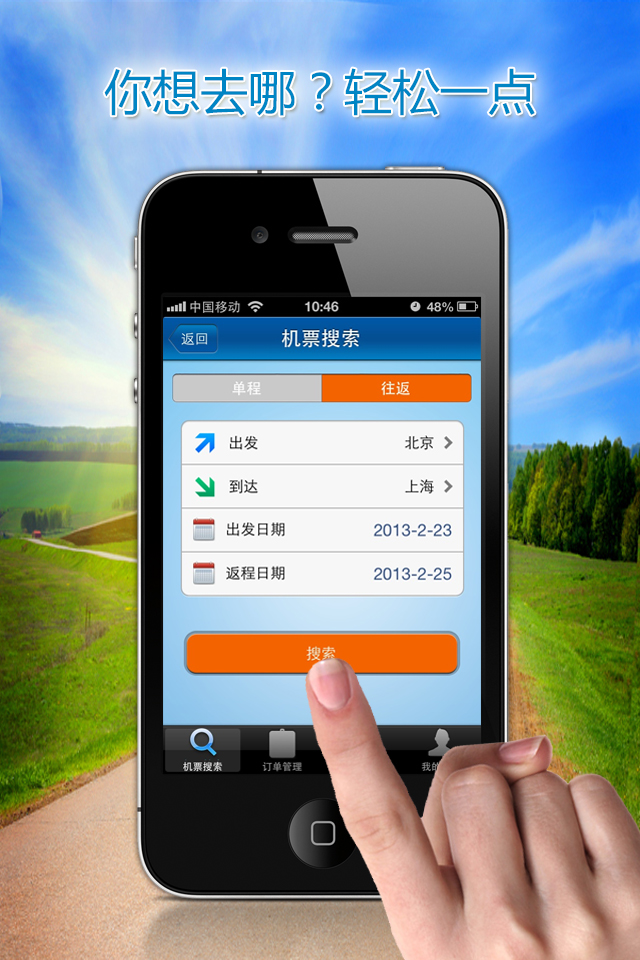 你想去哪？轻松一点
中国移动 10:46 48%
返回 机票搜索
单程 往返
出发 北京
到达 上海
出发日期 2013-2-23
返程日期 2013-2-25
搜索
机票搜索 订单管理 我的